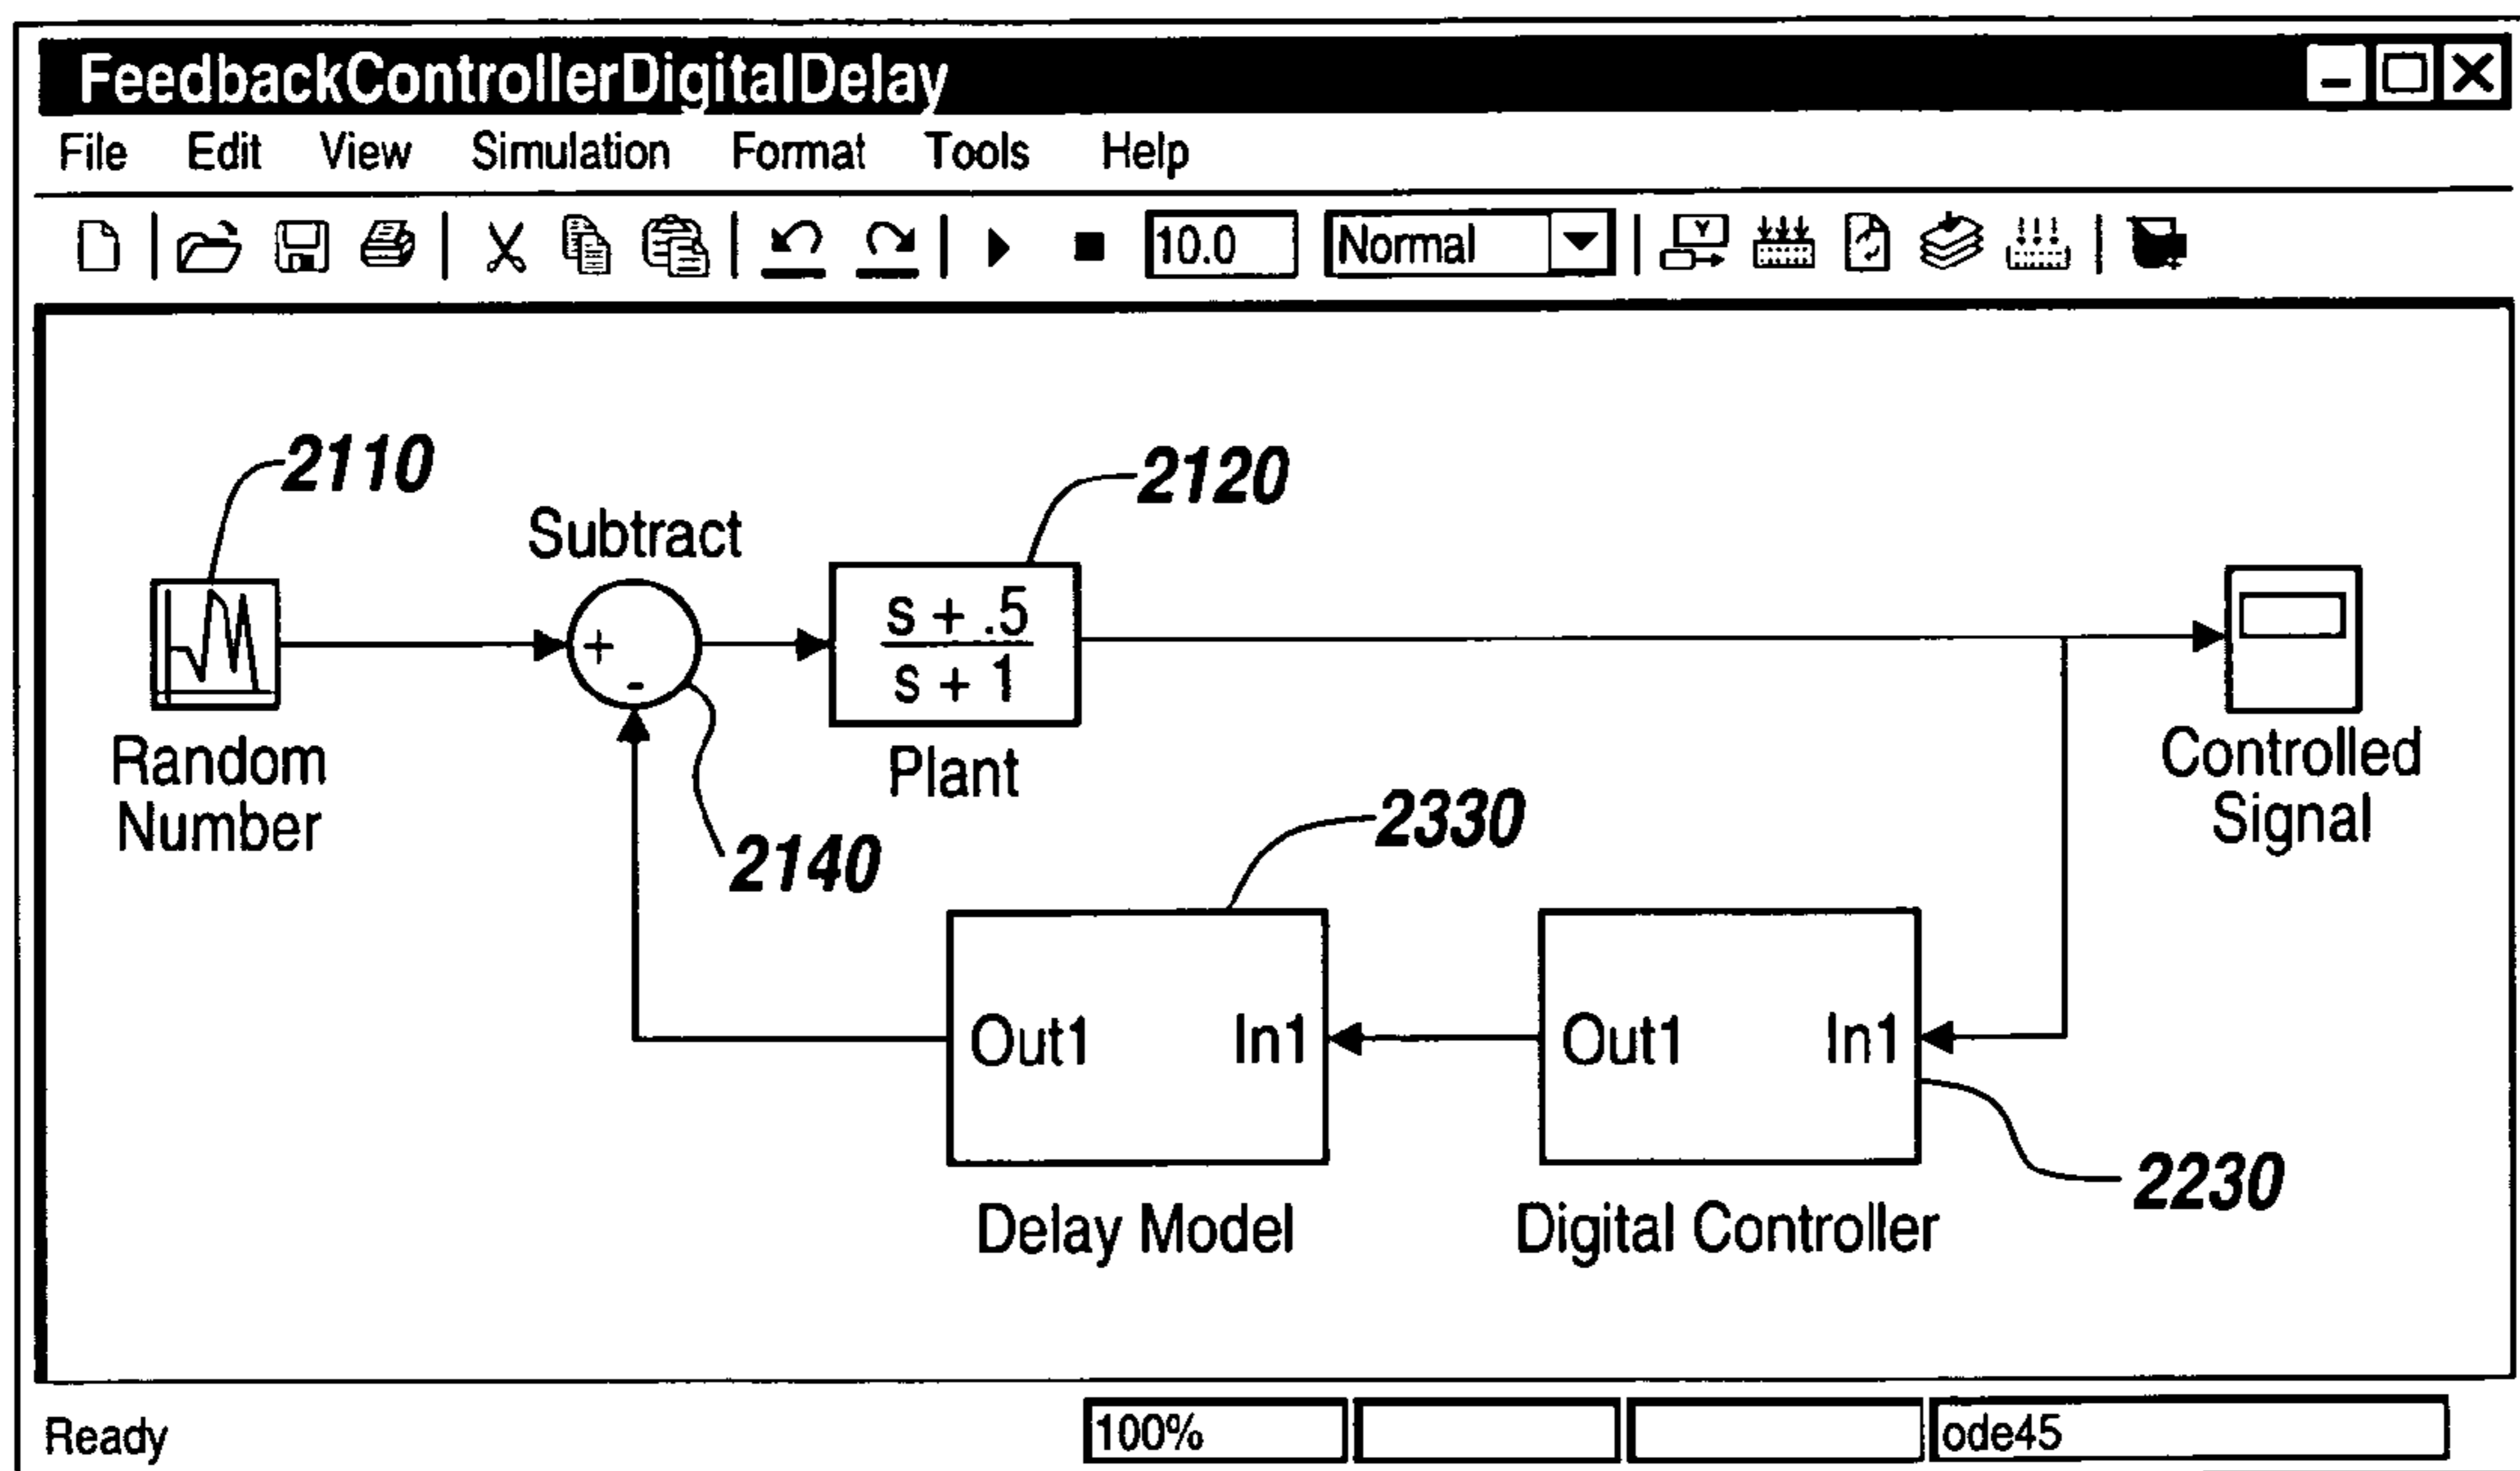 FeedbackControllerDigitalDelay
File Edit View Simulation Format Tools Help
10.0 Normal
2110
2120
Subtract
+
-
s + .5
s + 1
Random
Number
Plant
Controlled
Signal
2140
2330
Out1 In1
Out1 In1
2230
Delay Model
Digital Controller
Ready 100% ode45